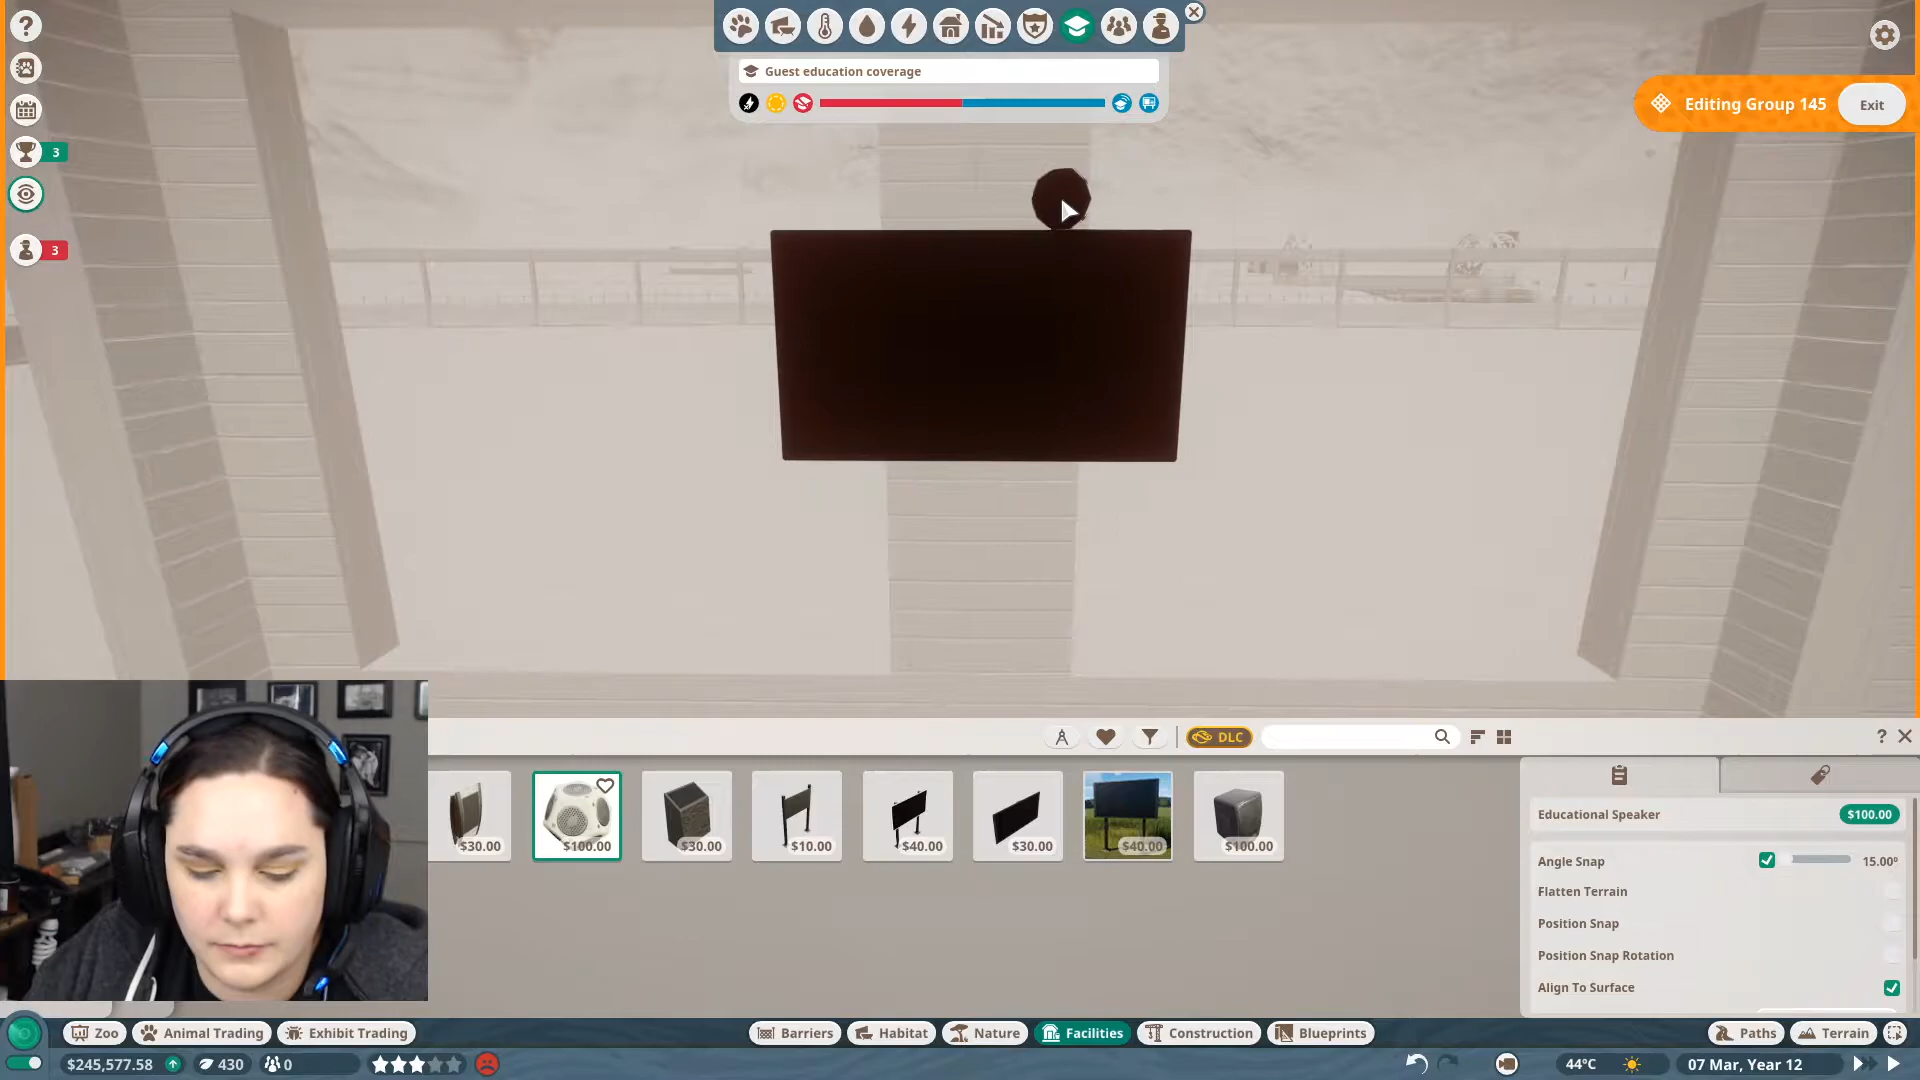 ?
Guest education coverage
Editing Group 145
Exit
3
3
DLC
?
$30.00
$100.00
$30.00
$10.00
$40.00
$30.00
$40.00
$100.00
Educational Speaker
$100.00
Angle Snap
15.00°
Flatten Terrain
Position Snap
Position Snap Rotation
Align To Surface
Zoo
Animal Trading
Exhibit Trading
Barriers
Habitat
Nature
Facilities
Construction
Blueprints
Paths
Terrain
$245,577.58
430
0
44°C
07 Mar, Year 12